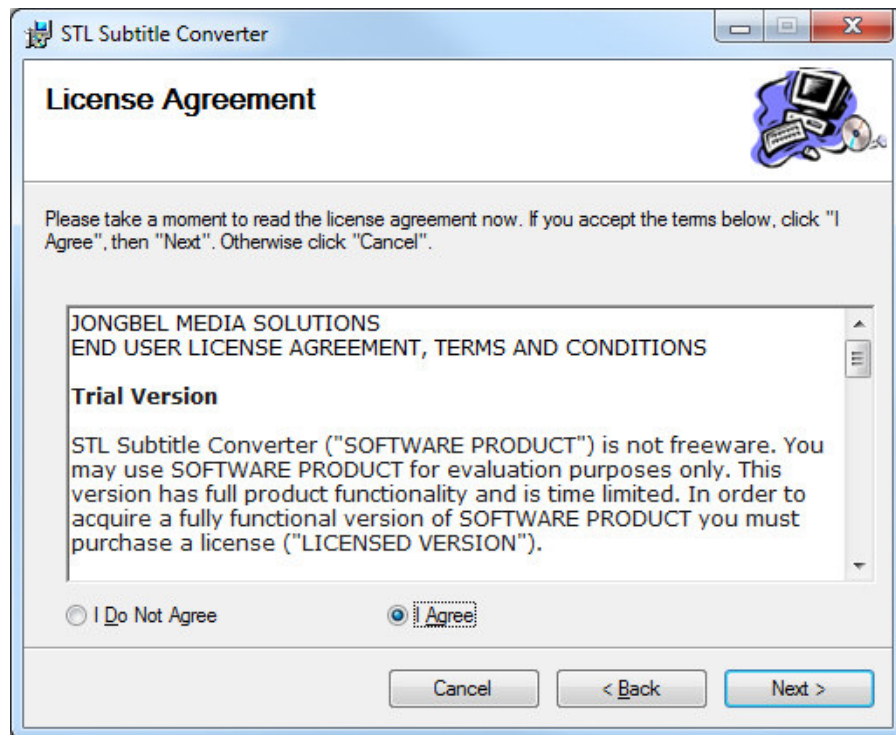 STL Subtitle Converter
License Agreement
Please take a moment to read the license agreement now. If you accept the terms below, click "I
Agree", then "Next". Otherwise click "Cancel".
JONGBEL MEDIA SOLUTIONS
END USER LICENSE AGREEMENT, TERMS AND CONDITIONS
Trial Version
STL Subtitle Converter ("SOFTWARE PRODUCT") is not freeware. You
may use SOFTWARE PRODUCT for evaluation purposes only. This
version has full product functionality and is time limited. In order to
acquire a fully functional version of SOFTWARE PRODUCT you must
purchase a license ("LICENSED VERSION").
I Do Not Agree
I Agree
Cancel
< Back
Next >